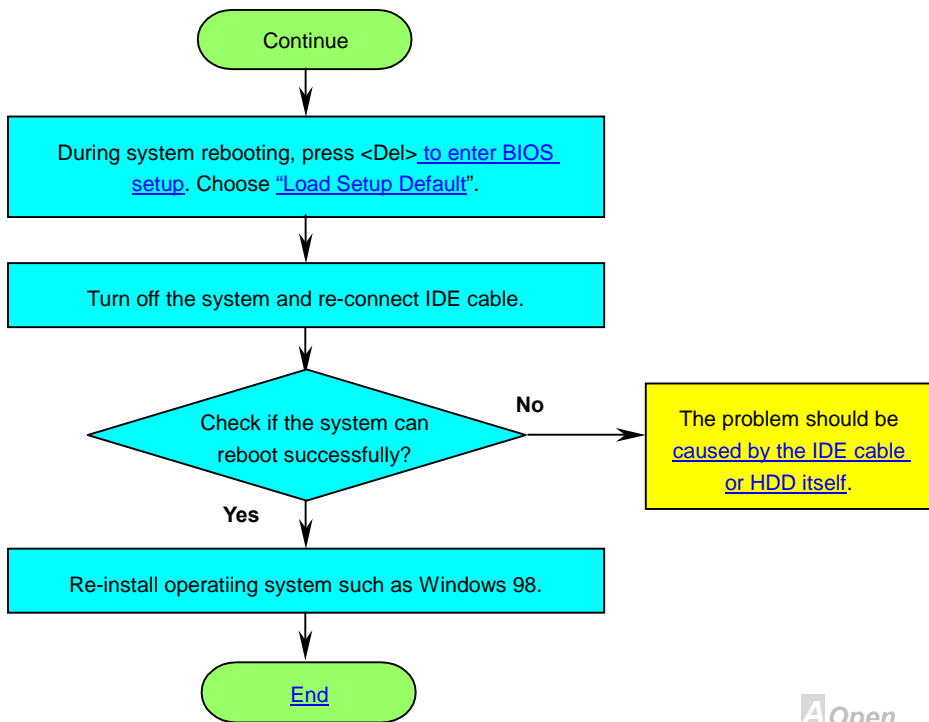 Continue
During system rebooting, press <Del> to enter BIOS
setup. Choose “Load Setup Default”.
Turn off the system and re-connect IDE cable.
Check if the system can
reboot successfully?
No
The problem should be
caused by the IDE cable
or HDD itself.
Yes
Re-install operatiing system such as Windows 98.
End
AOpen